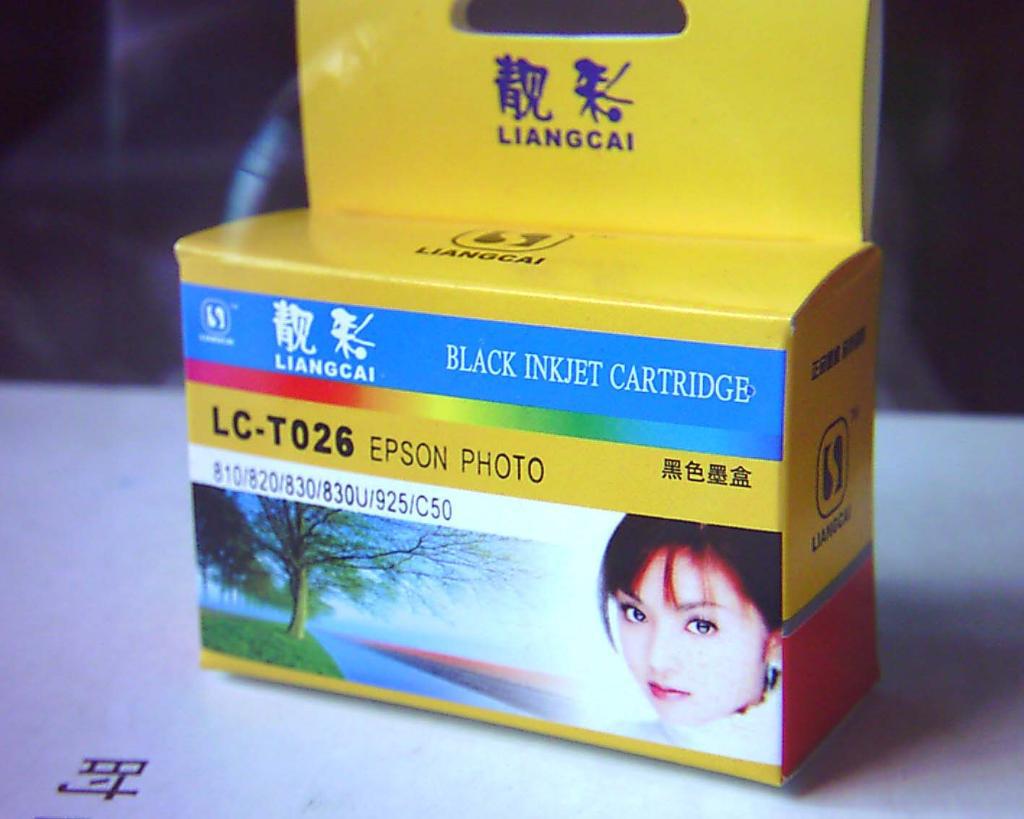 靓彩
LIANGCAI
LIANGCAI
LIANGCAI
靓彩
LIANGCAI
BLACK INKJET CARTRIDGE
LC-T026 EPSON PHOTO
黑色墨盒
810/820/830/830U/925/C50
LIANGCAI